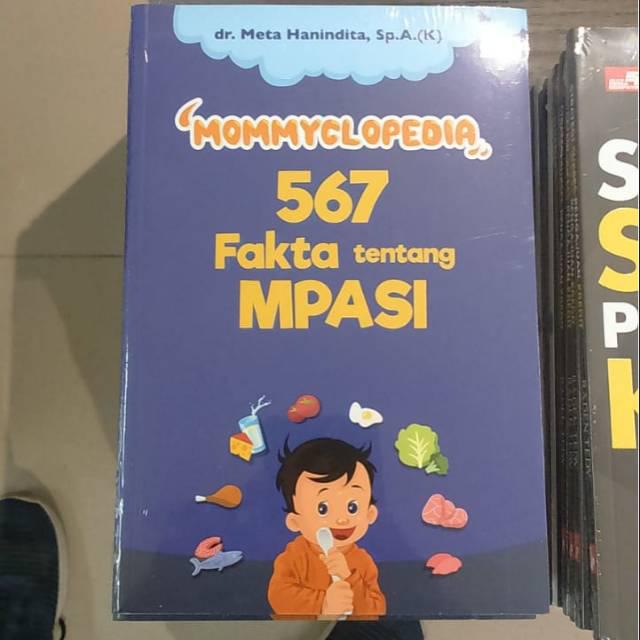 dr. Meta Hanindita, Sp.A.(K)
MOMMYCLOPEDIA
567
Fakta tentang
MPASI
S
S
P